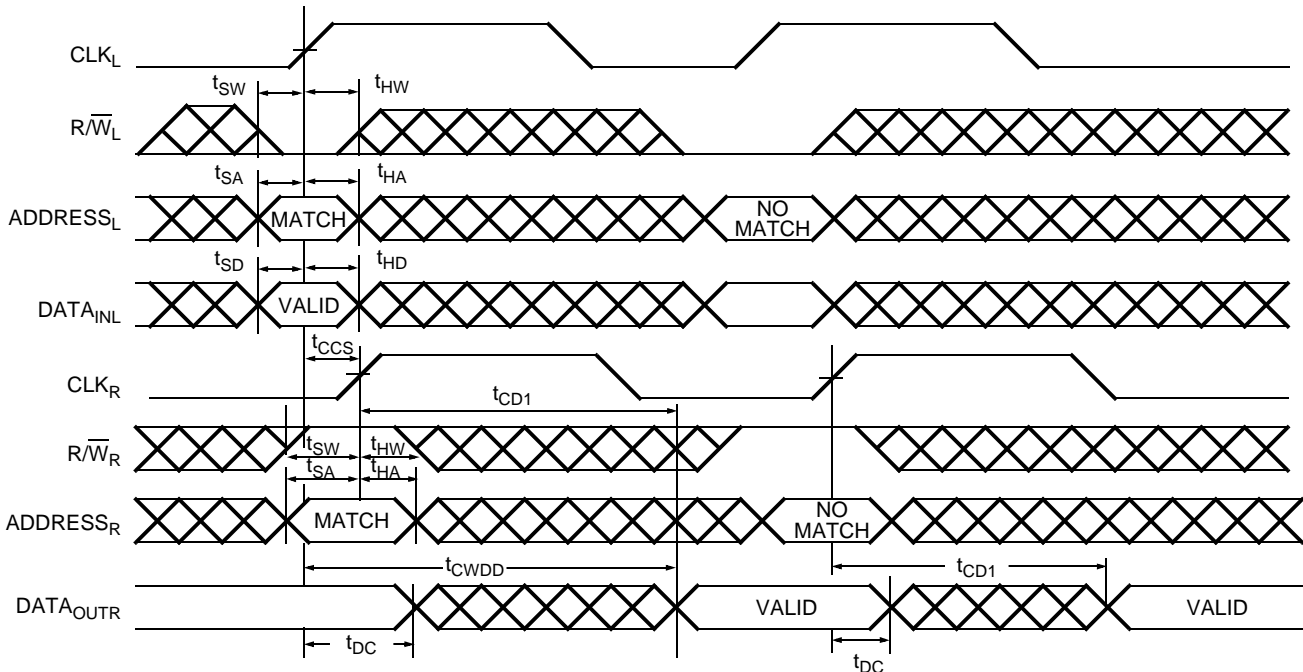 CLK_L
t_SW
t_HW
R/W̅_L
t_SA
t_HA
ADDRESS_L
MATCH
NO
MATCH
t_SD
t_HD
DATA_INL
VALID
t_CCS
CLK_R
t_CD1
R/W̅_R
t_SW
t_HW
t_SA
t_HA
ADDRESS_R
MATCH
NO
MATCH
t_CWDD
t_CD1
DATA_OUTR
VALID
VALID
t_DC
t_DC